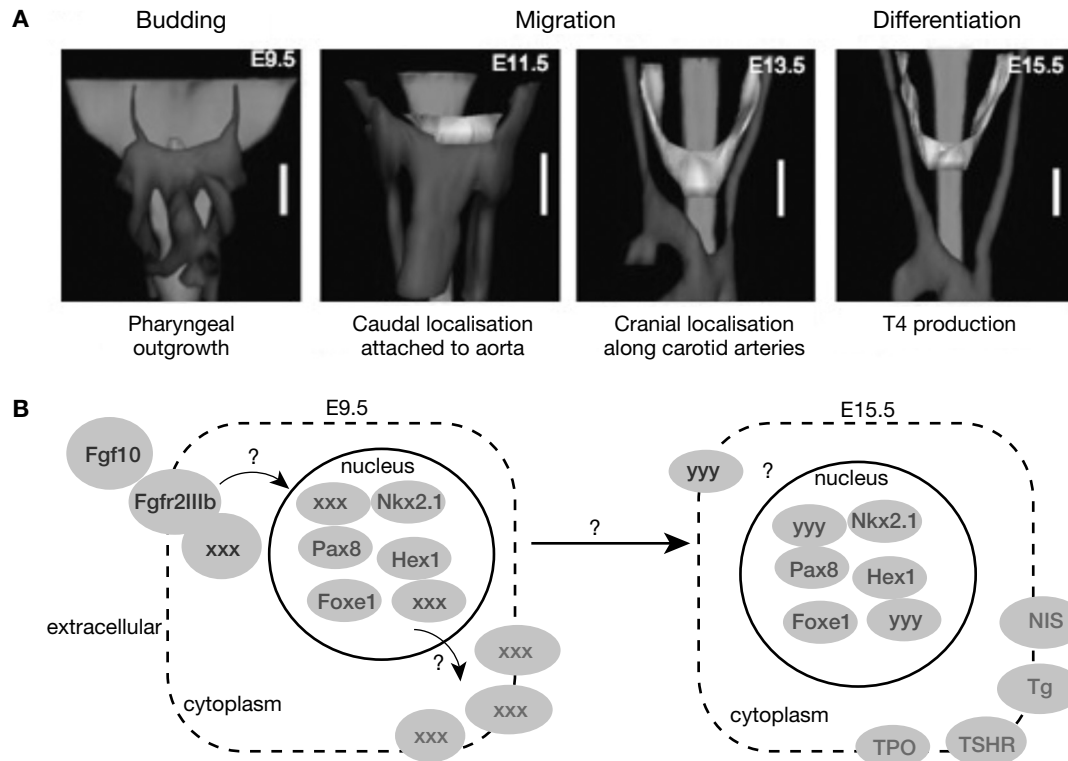 A
Budding
Migration
Differentiation
E9.5
E11.5
E13.5
E15.5
Pharyngeal
outgrowth
Caudal localisation
attached to aorta
Cranial localisation
along carotid arteries
T4 production
B
E9.5
Fgf10
Fgfr2IIIb
xxx
?
nucleus
xxx
Nkx2.1
Pax8
Hex1
Foxe1
xxx
?
extracellular
cytoplasm
xxx
xxx
xxx
?
E15.5
yyy
?
nucleus
yyy
Nkx2.1
Pax8
Hex1
Foxe1
yyy
NIS
Tg
cytoplasm
TPO
TSHR